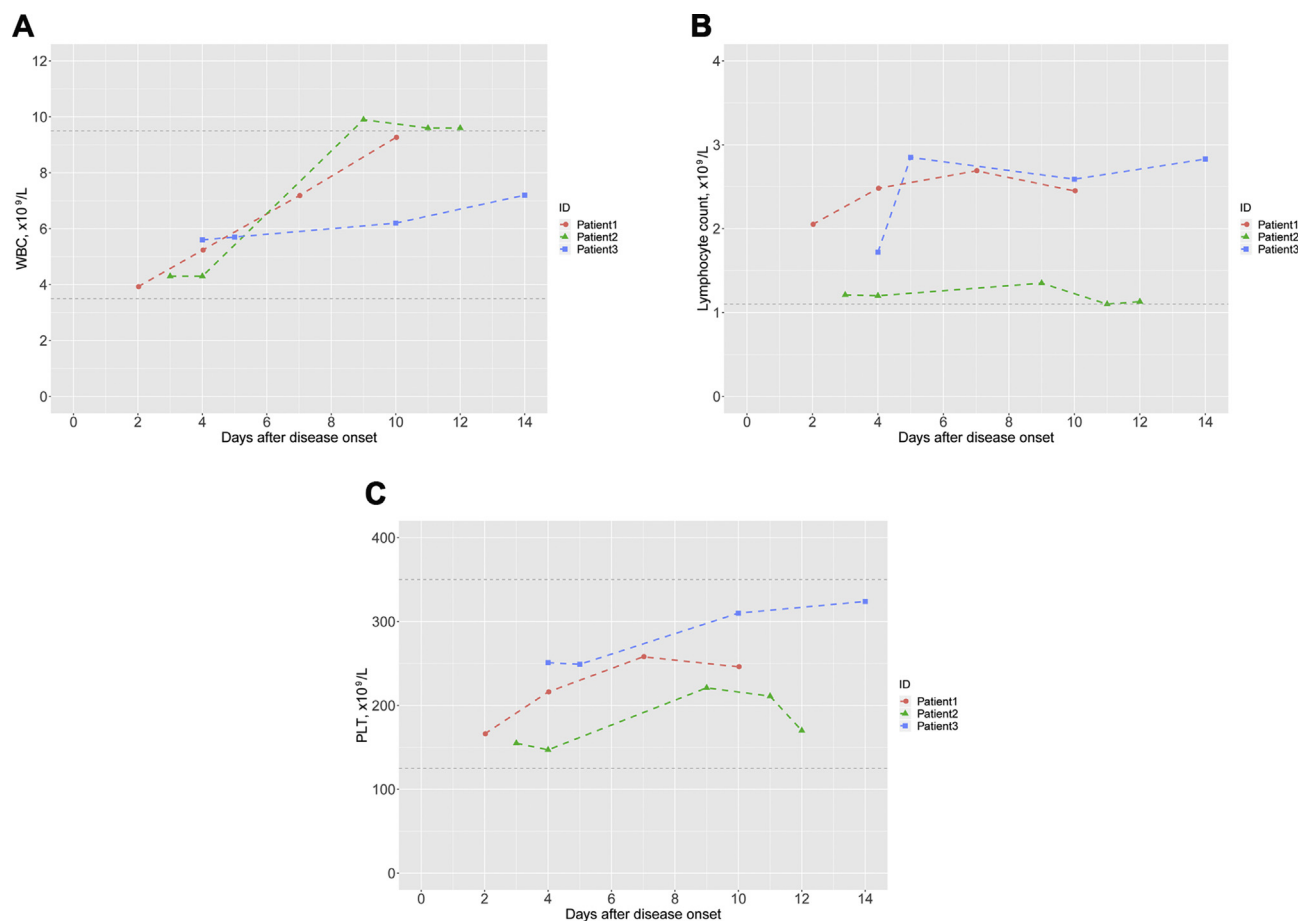 A
12
10
8
6
4
2
0
WBC, x10⁹/L
0 2 4 6 8 10 12 14
Days after disease onset
ID
Patient1
Patient2
Patient3
B
4
3
2
1
0
Lymphocyte count, x10⁹/L
0 2 4 6 8 10 12 14
Days after disease onset
ID
Patient1
Patient2
Patient3
C
400
300
200
100
0
PLT, x10⁹/L
0 2 4 6 8 10 12 14
Days after disease onset
ID
Patient1
Patient2
Patient3